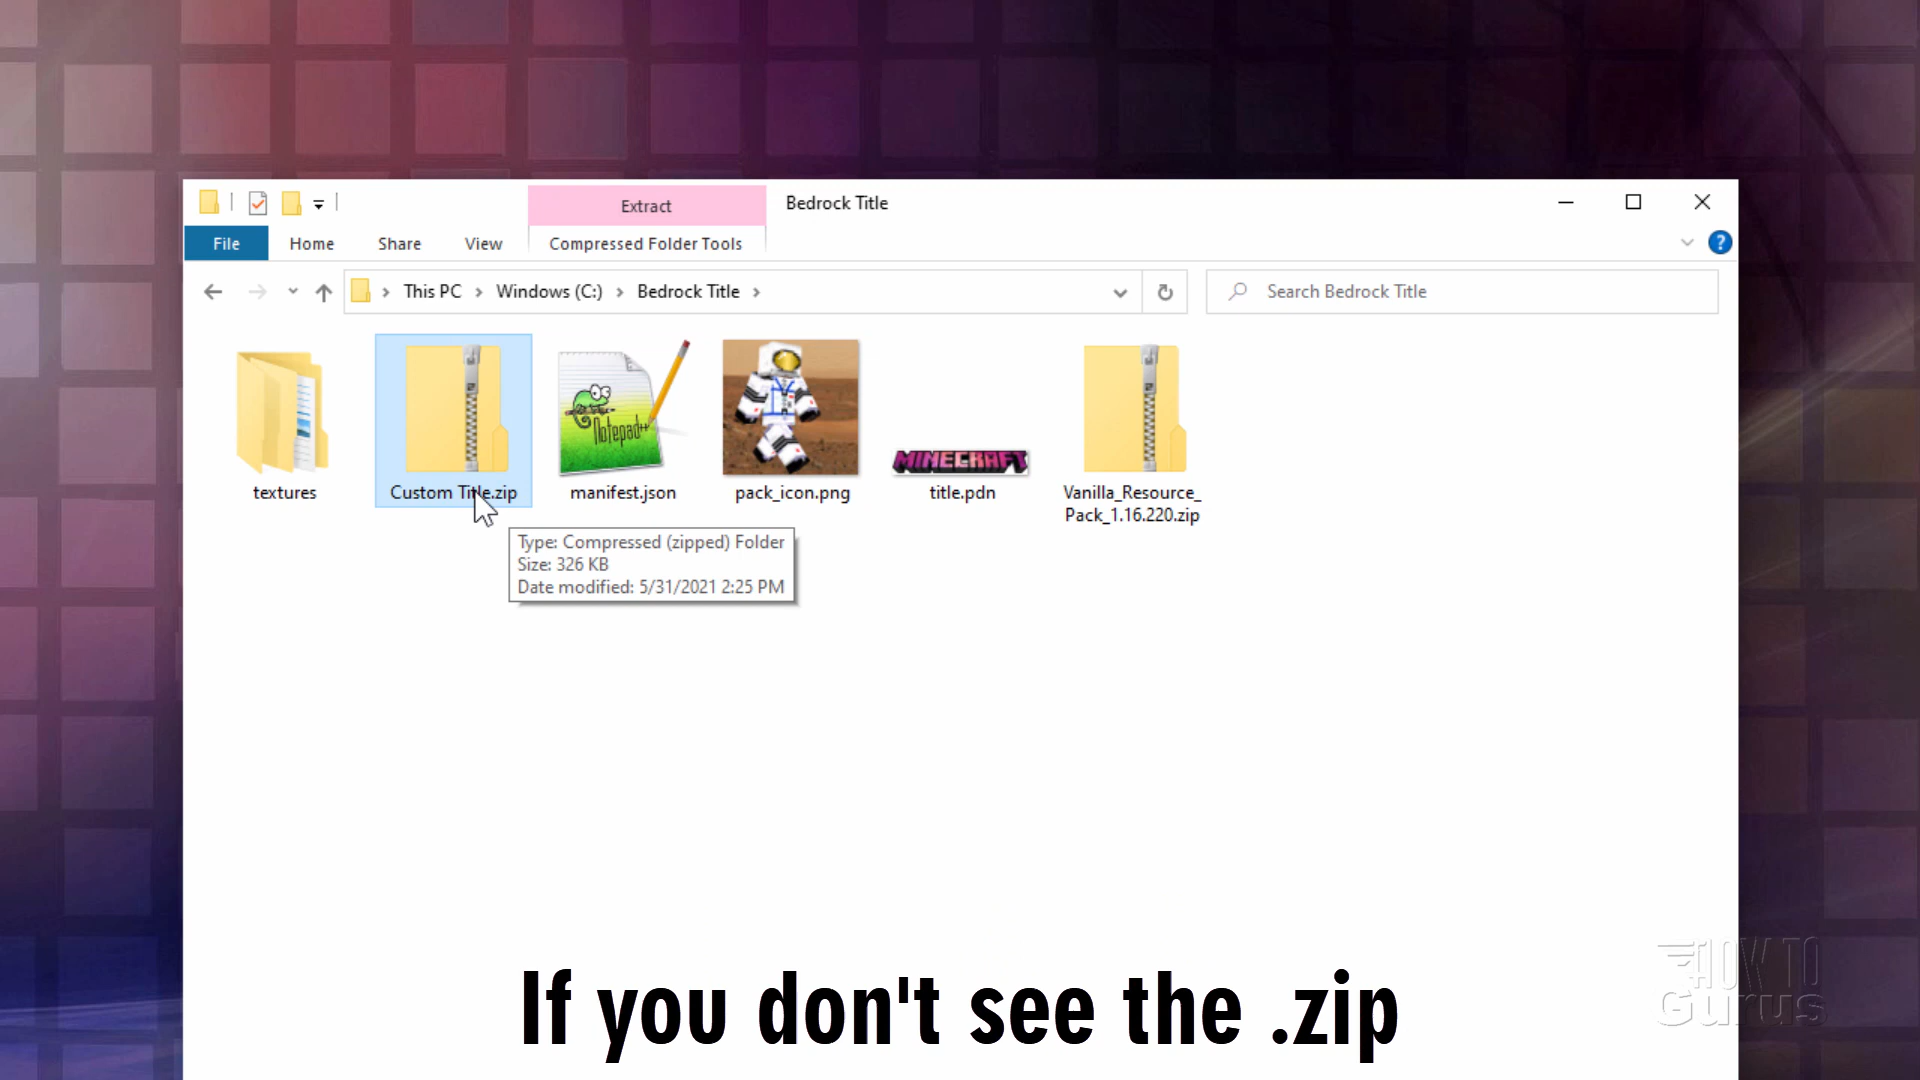 Extract
Bedrock Title
File
Home
Share
View
Compressed Folder Tools
?
This PC
Windows (C:)
Bedrock Title
Search Bedrock Title
Notepad++
MINECRAFT
textures
Custom Title.zip
manifest.json
pack_icon.png
title.pdn
Vanilla_Resource_
Pack_1.16.220.zip
Type: Compressed (zipped) Folder
Size: 326 KB
Date modified: 5/31/2021 2:25 PM
HOW TO
Gurus
If you don't see the .zip